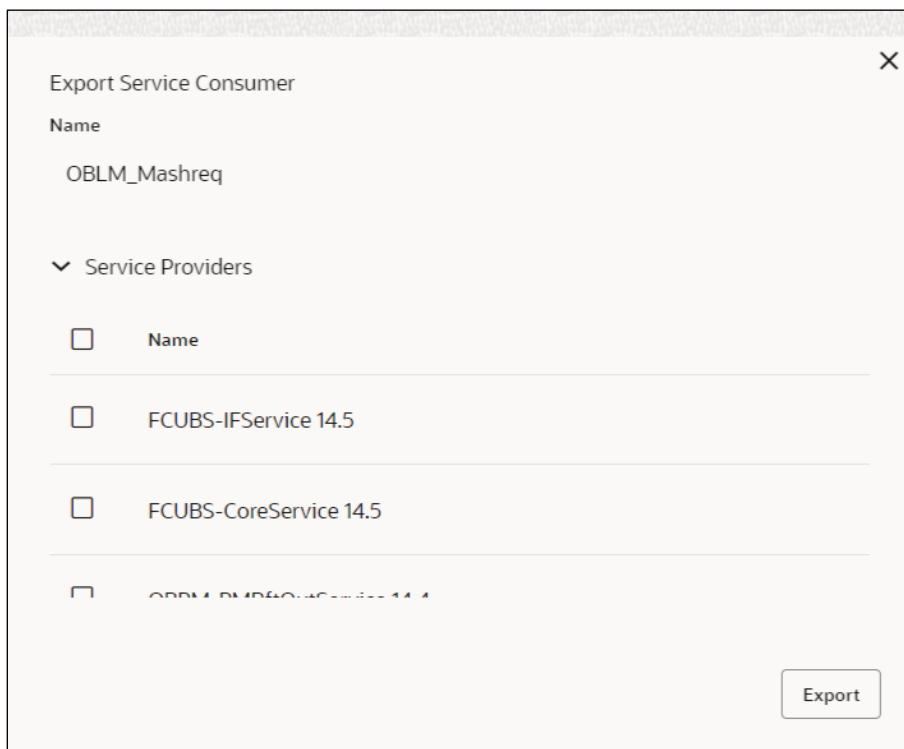 Export Service Consumer
Name
OBLM_Mashreq
Service Providers
Name
FCUBS-IFService 14.5
FCUBS-CoreService 14.5
Export